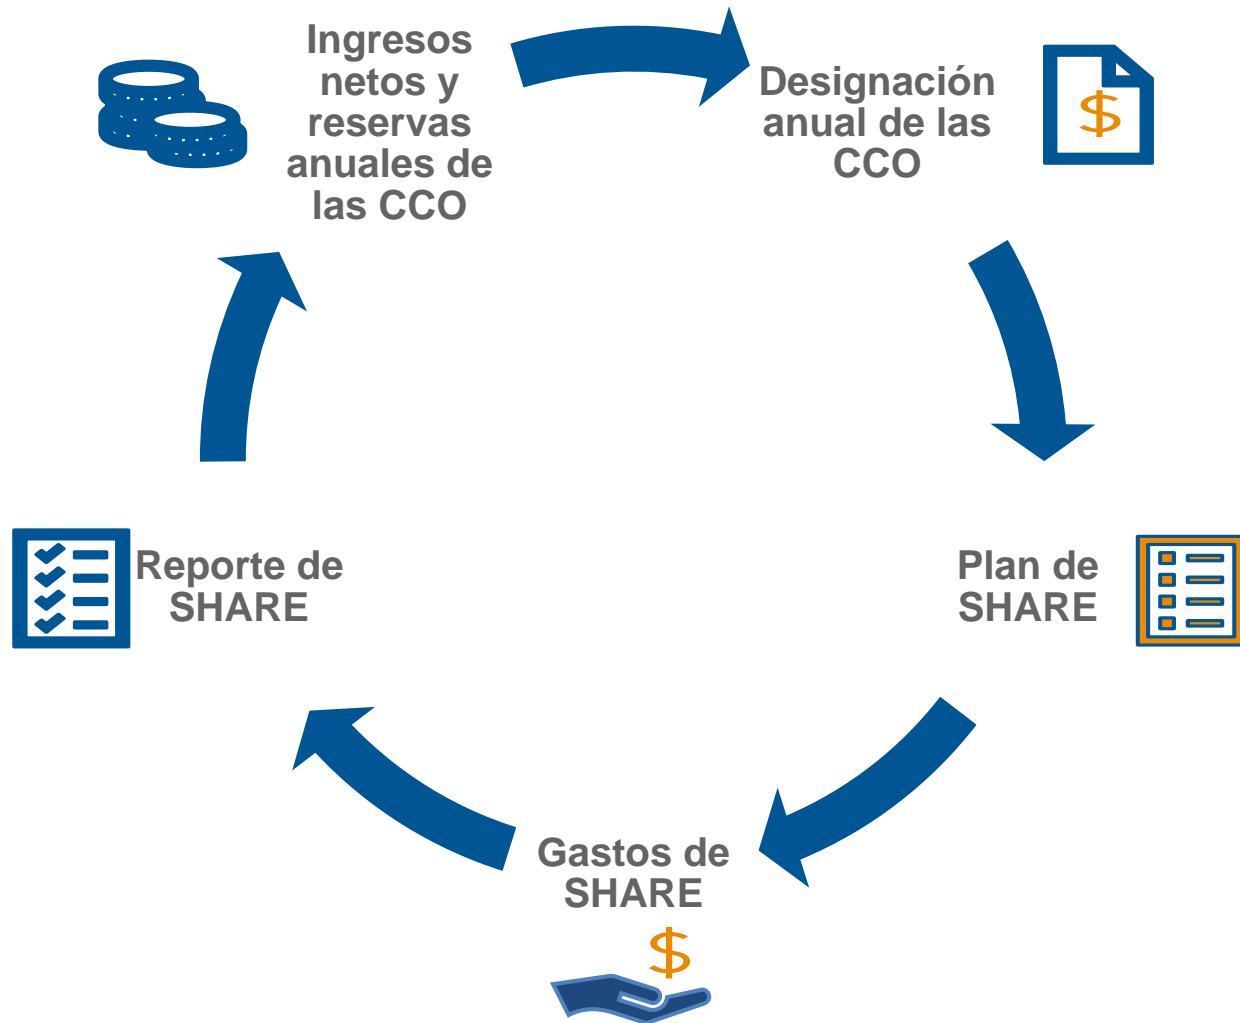 Ingresos
netos y
reservas
anuales de
las CCO
Designación
anual de las
CCO
$
Plan de
SHARE
Gastos de
SHARE
$
Reporte de
SHARE